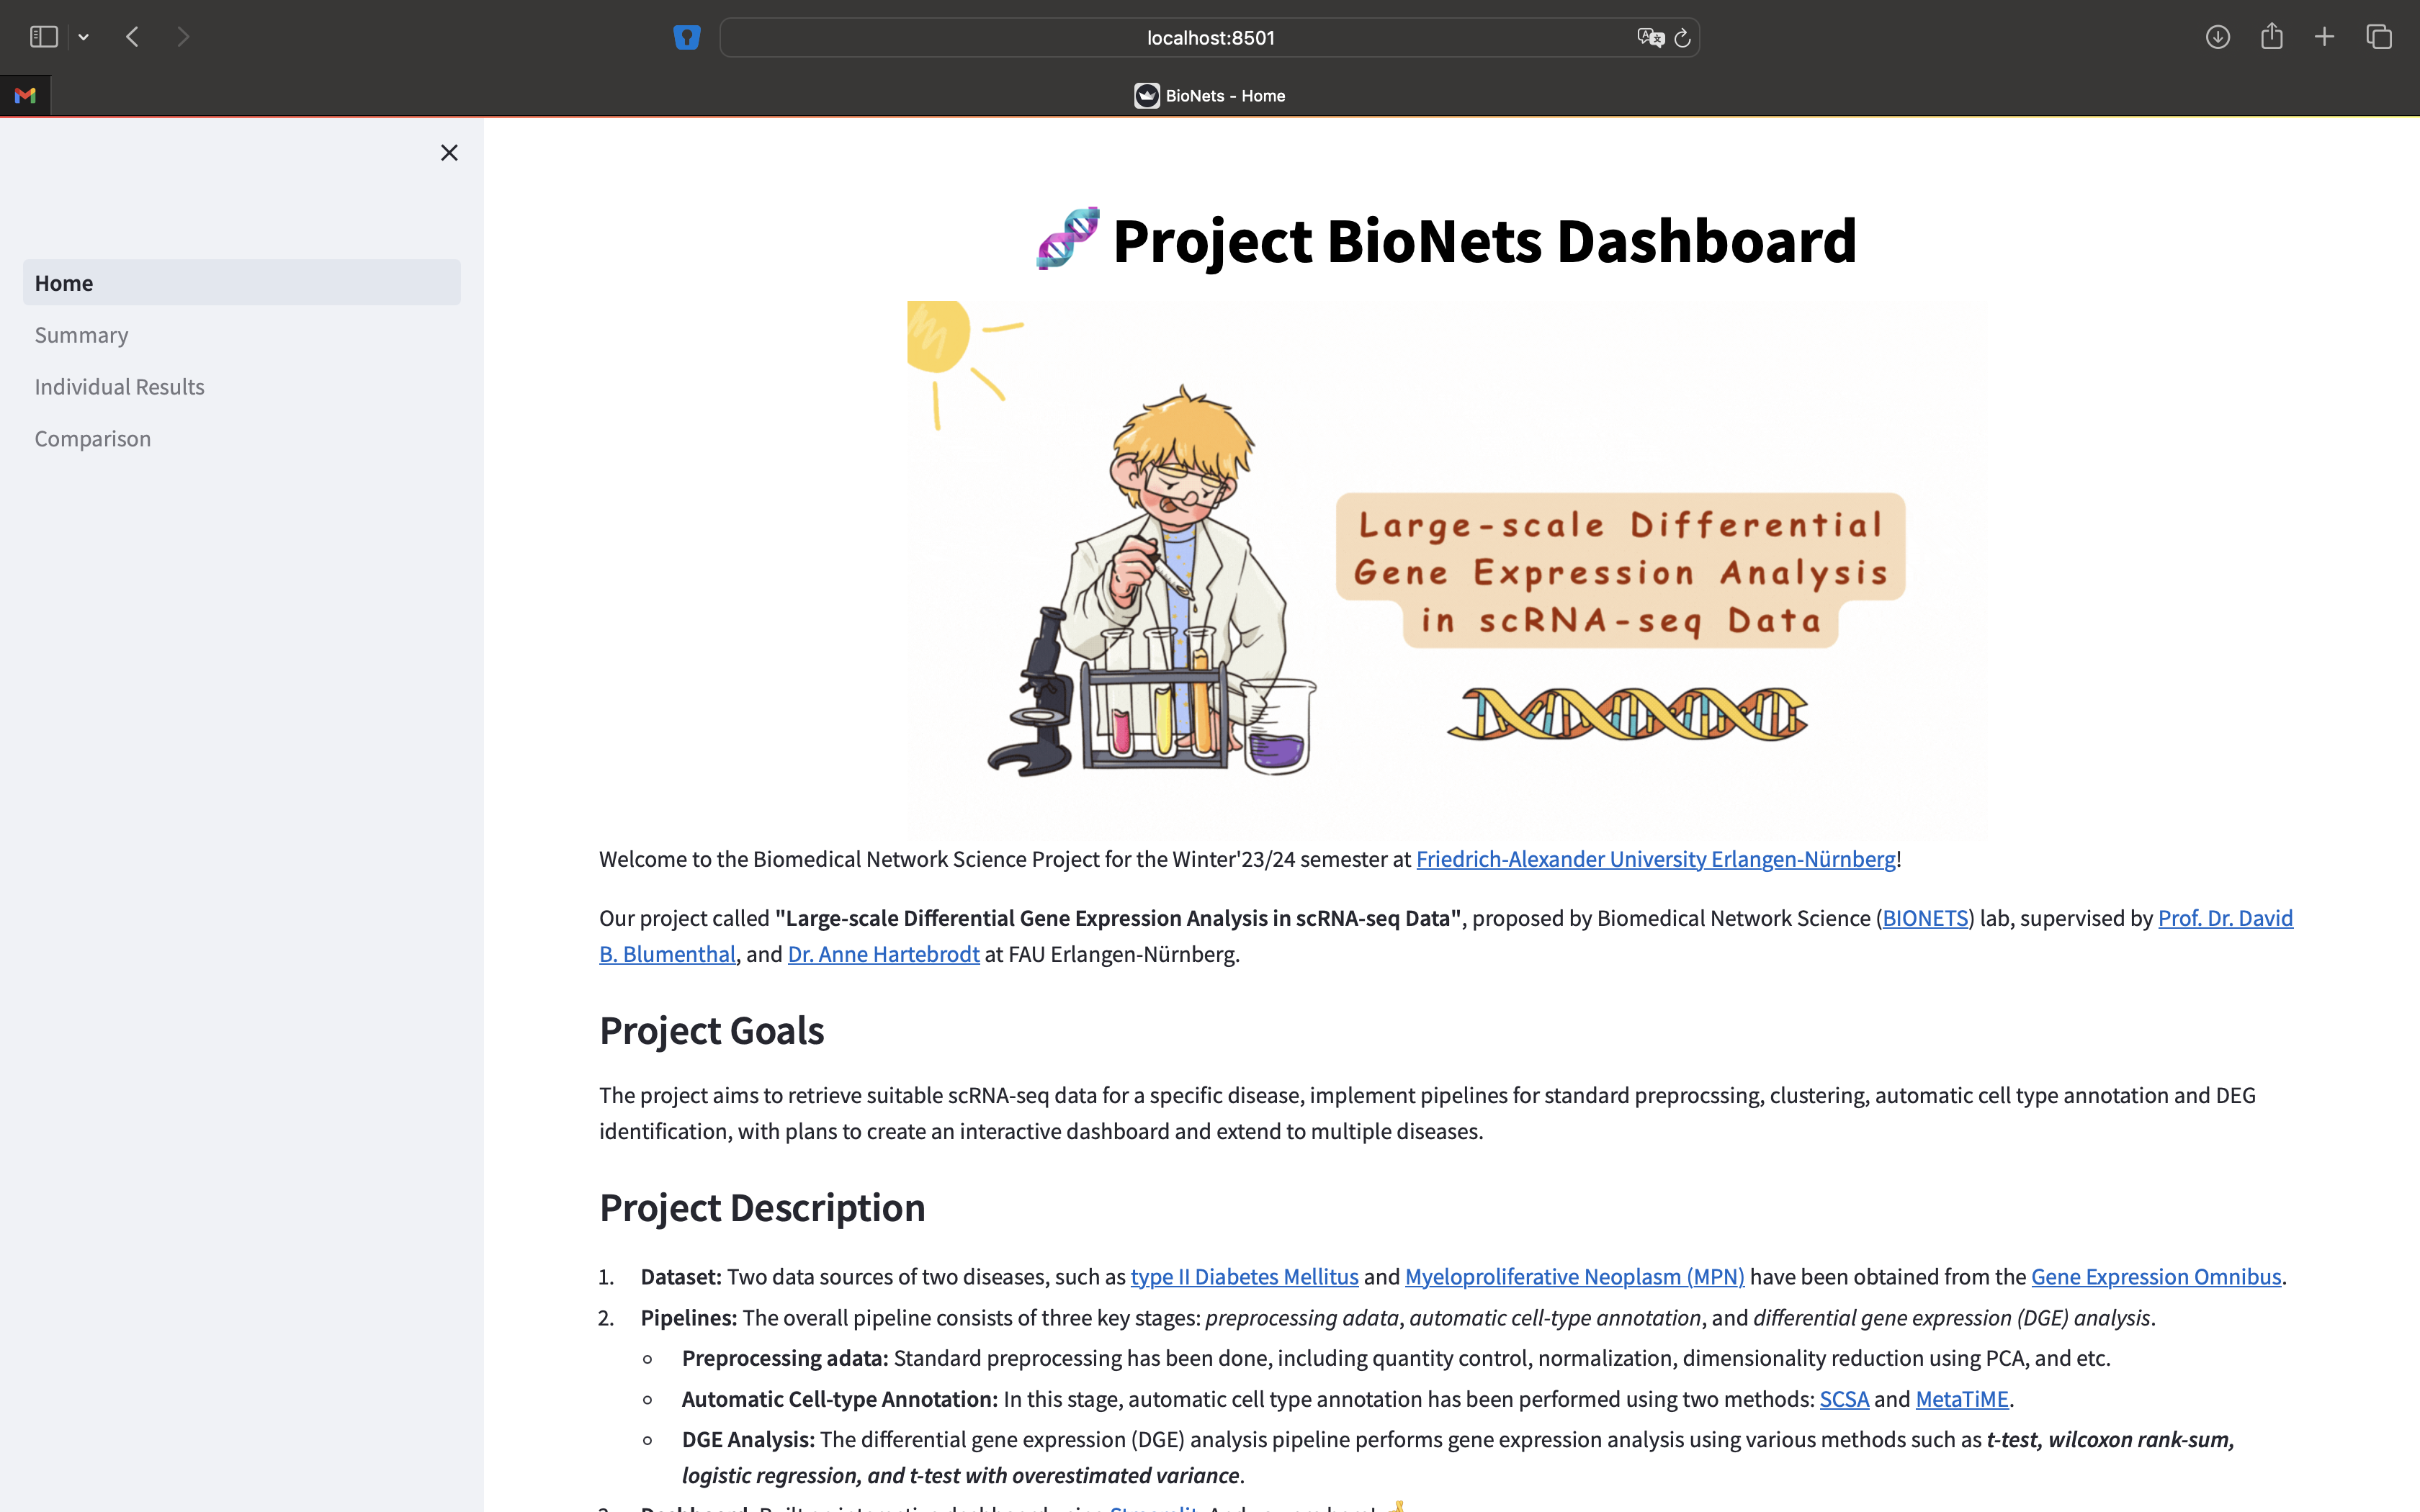 localhost:8501
BioNets - Home
Home
Summary
Individual Results
Comparison
🧬 Project BioNets Dashboard
Large-scale Differential
Gene Expression Analysis
in scRNA-seq Data
Welcome to the Biomedical Network Science Project for the Winter'23/24 semester at Friedrich-Alexander University Erlangen-Nürnberg!
Our project called "Large-scale Differential Gene Expression Analysis in scRNA-seq Data", proposed by Biomedical Network Science (BIONETS) lab, supervised by Prof. Dr. David
B. Blumenthal, and Dr. Anne Hartebrodt at FAU Erlangen-Nürnberg.
Project Goals
The project aims to retrieve suitable scRNA-seq data for a specific disease, implement pipelines for standard preprocssing, clustering, automatic cell type annotation and DEG
identification, with plans to create an interactive dashboard and extend to multiple diseases.
Project Description
1. Dataset: Two data sources of two diseases, such as type II Diabetes Mellitus and Myeloproliferative Neoplasm (MPN) have been obtained from the Gene Expression Omnibus.
2. Pipelines: The overall pipeline consists of three key stages: preprocessing adata, automatic cell-type annotation, and differential gene expression (DGE) analysis.
Preprocessing adata: Standard preprocessing has been done, including quantity control, normalization, dimensionality reduction using PCA, and etc.
Automatic Cell-type Annotation: In this stage, automatic cell type annotation has been performed using two methods: SCSA and MetaTiME.
DGE Analysis: The differential gene expression (DGE) analysis pipeline performs gene expression analysis using various methods such as t-test, wilcoxon rank-sum,
logistic regression, and t-test with overestimated variance.